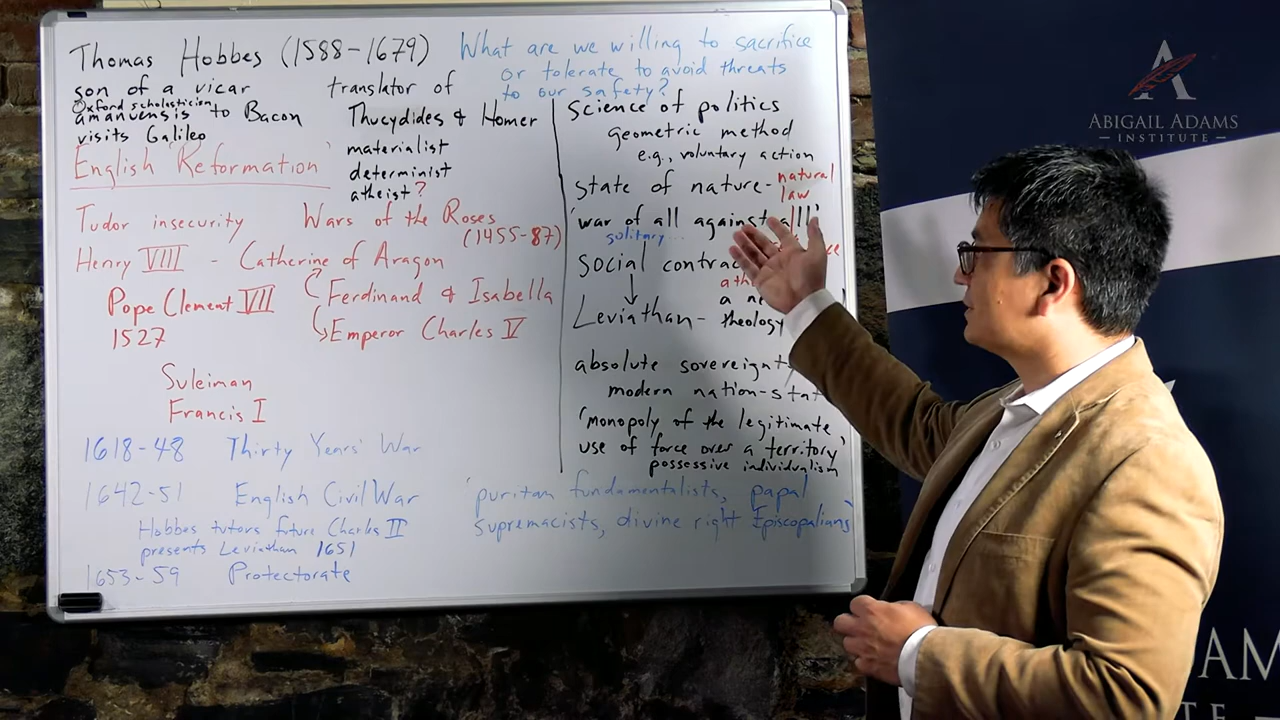 Thomas Hobbes (1588-1679)
son of a vicar
Oxford scholasticism
amanuensis to Bacon
visits Galileo
translator of
Thucydides & Homer
materialist
determinist
atheist?
English Reformation
Tudor insecurity Wars of the Roses
(1455-87)
Henry VIII - Catherine of Aragon
Pope Clement VII
1527
Ferdinand & Isabella
Emperor Charles V
Suleiman
Francis I
1618-48 Thirty Years' War
1642-51 English Civil War
Hobbes tutors future Charles II
presents Leviathan 1651
1653-59 Protectorate
What are we willing to sacrifice
or tolerate to avoid threats
to our safety?
Science of politics
geometric method
e.g., voluntary action
state of nature - natural
law
'war of all against all'
solitary...
social
Leviathan - theology
absolute
modern
'monopoly of the legitimate
use of force over a territory'
possessive individualism
'puritan fundamentalists, papal
supremacists, divine right Episcopalians'
A
ABIGAIL ADAMS
INSTITUTE
AM
TE